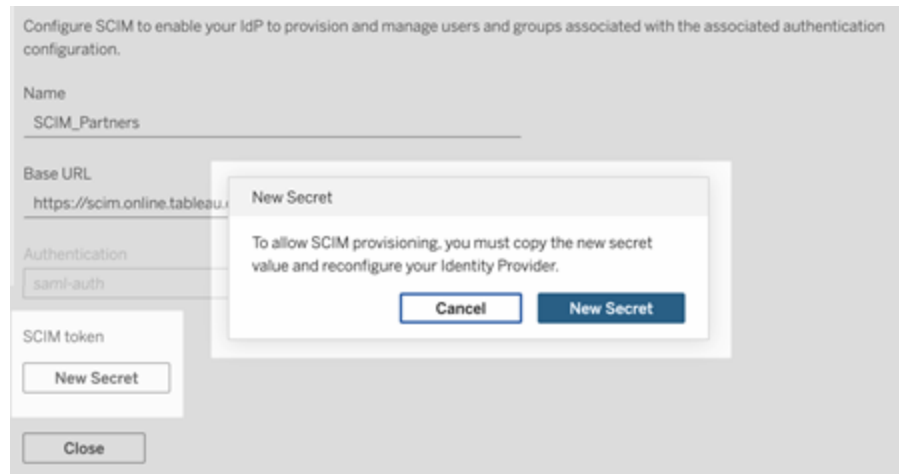 Configure SCIM to enable your IdP to provision and manage users and groups associated with the associated authentication
configuration.
Name
SCIM_Partners
Base URL
https://scim.online.tableau.
New Secret
To allow SCIM provisioning, you must copy the new secret
value and reconfigure your Identity Provider.
Cancel
New Secret
Authentication
saml-auth
SCIM token
New Secret
Close